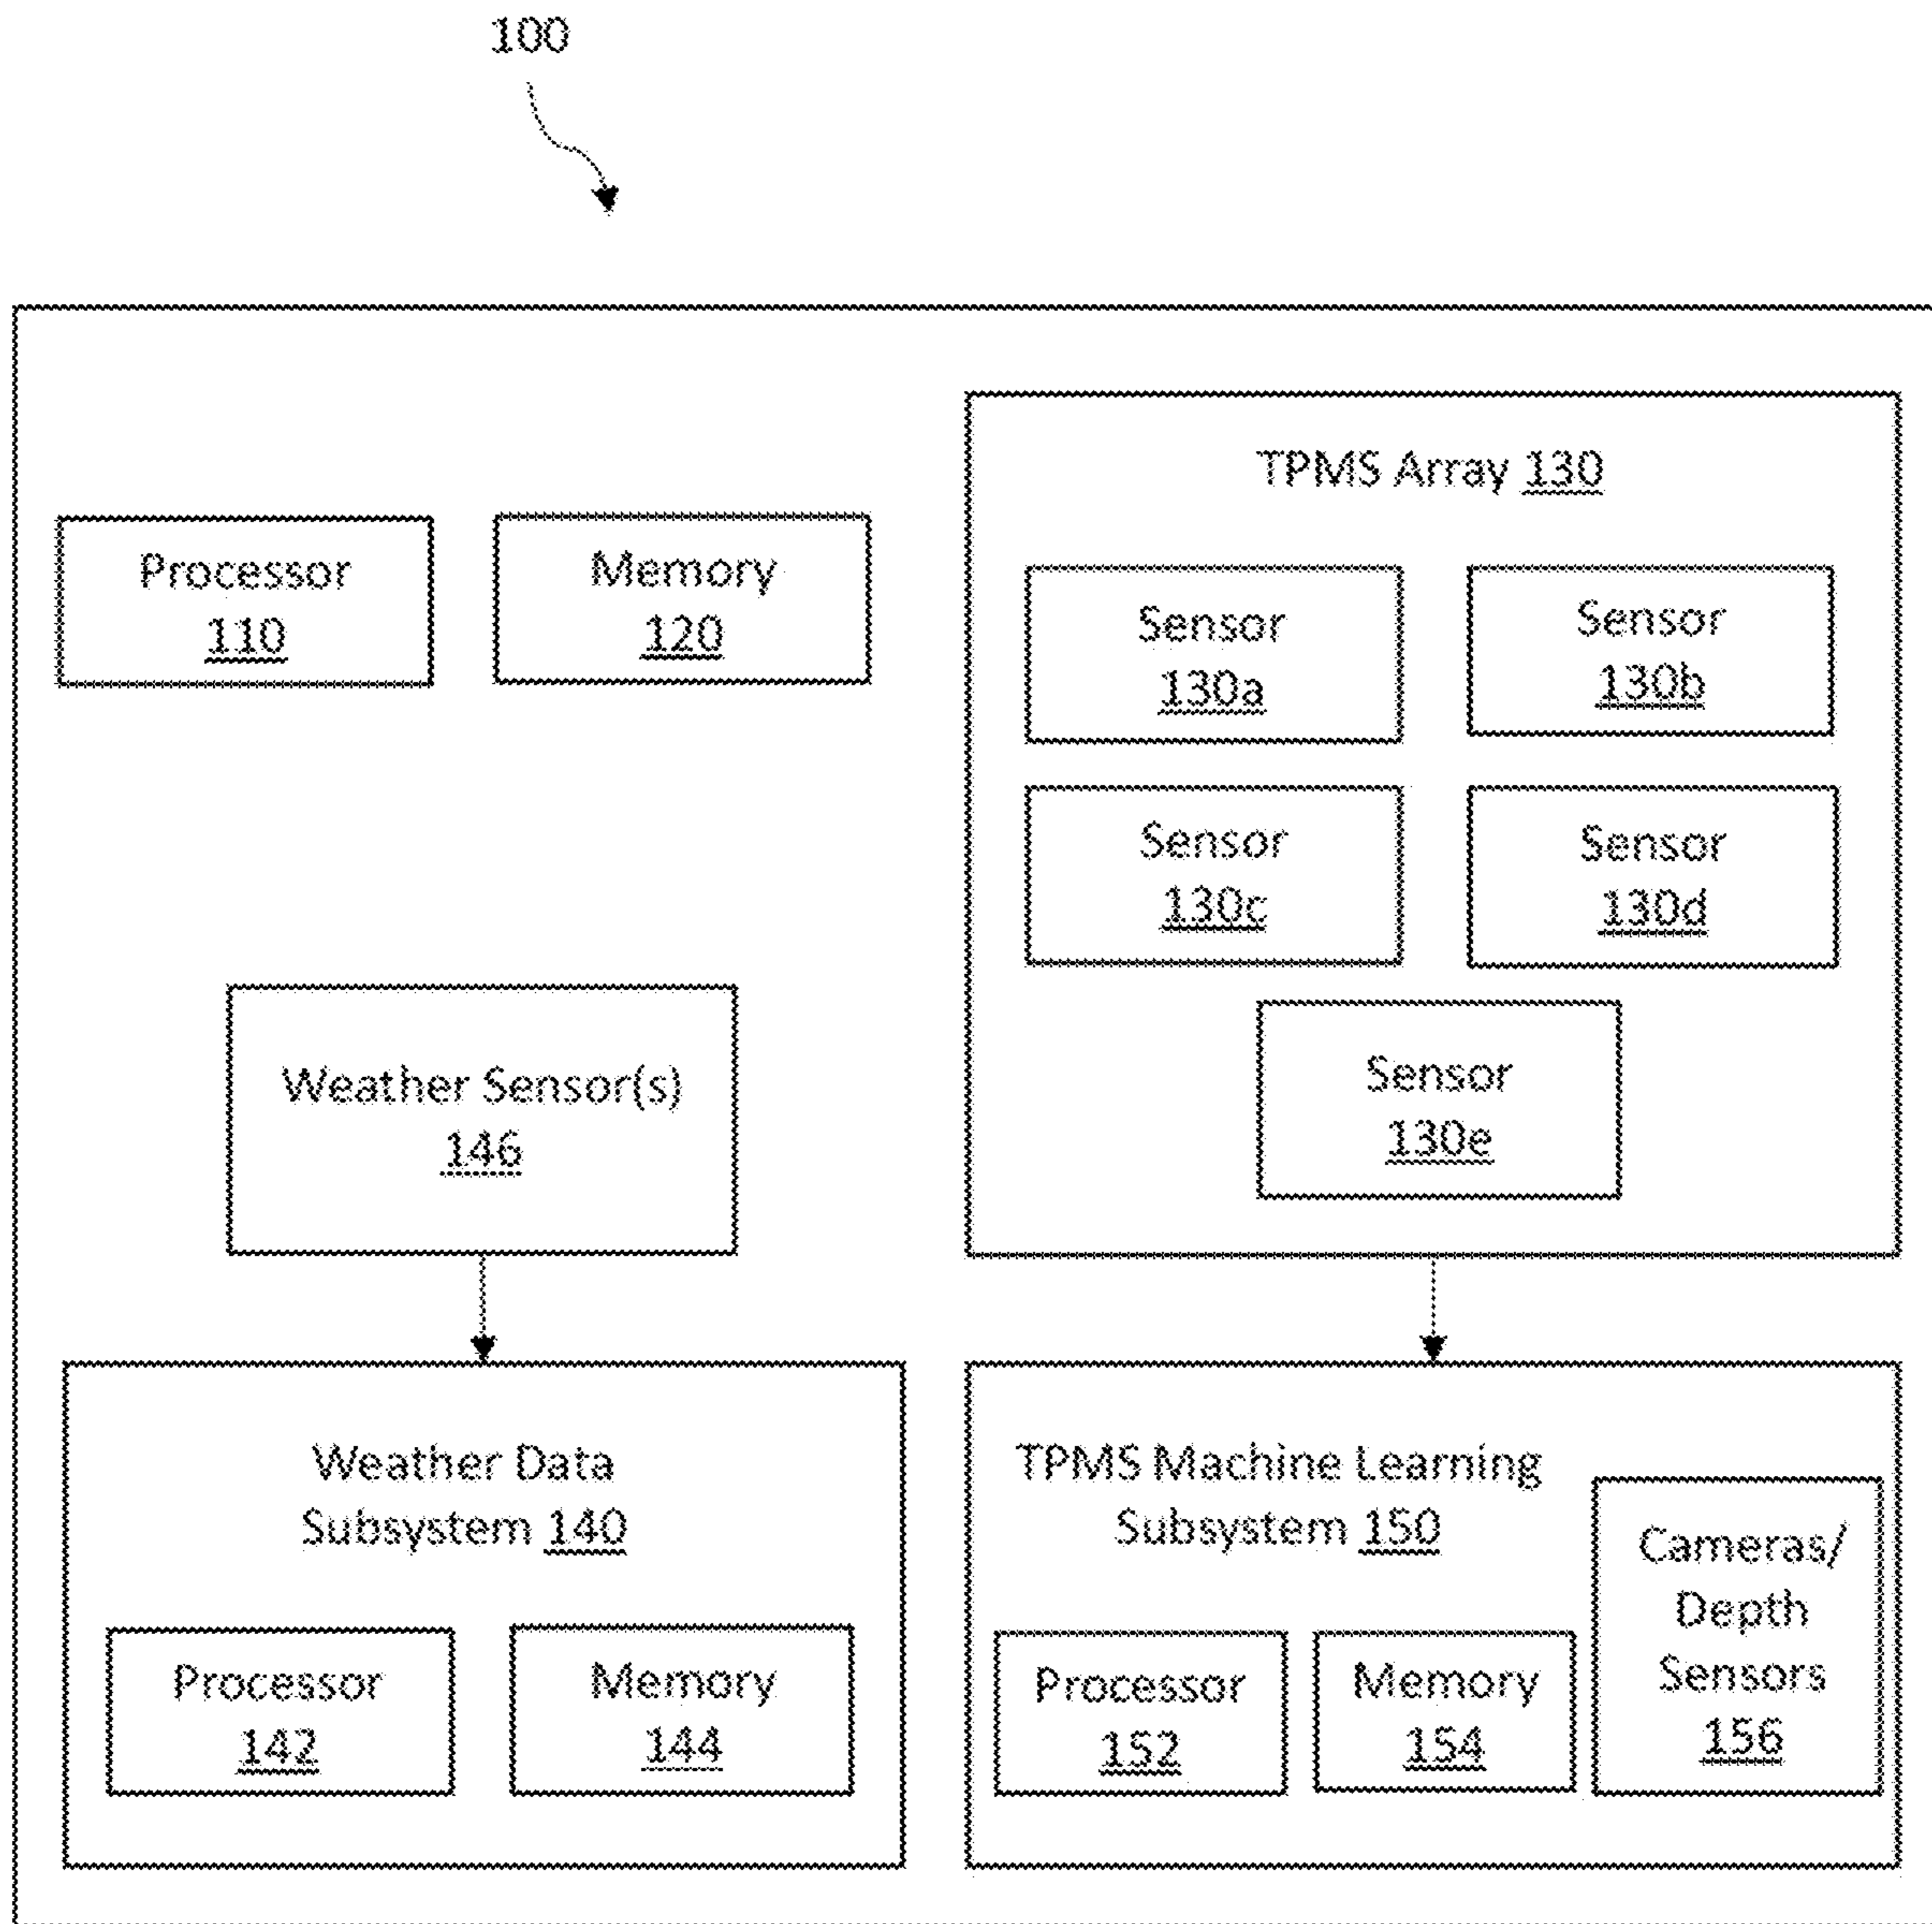 100
TPMS Array 130
Processor
110
Memory
120
Sensor
130a
Sensor
130b
Sensor
130c
Sensor
130d
Sensor
130e
Weather Sensor(s)
146
Weather Data
Subsystem 140
Processor
142
Memory
144
TPMS Machine Learning
Subsystem 150
Processor
152
Memory
154
Cameras/
Depth
Sensors
156